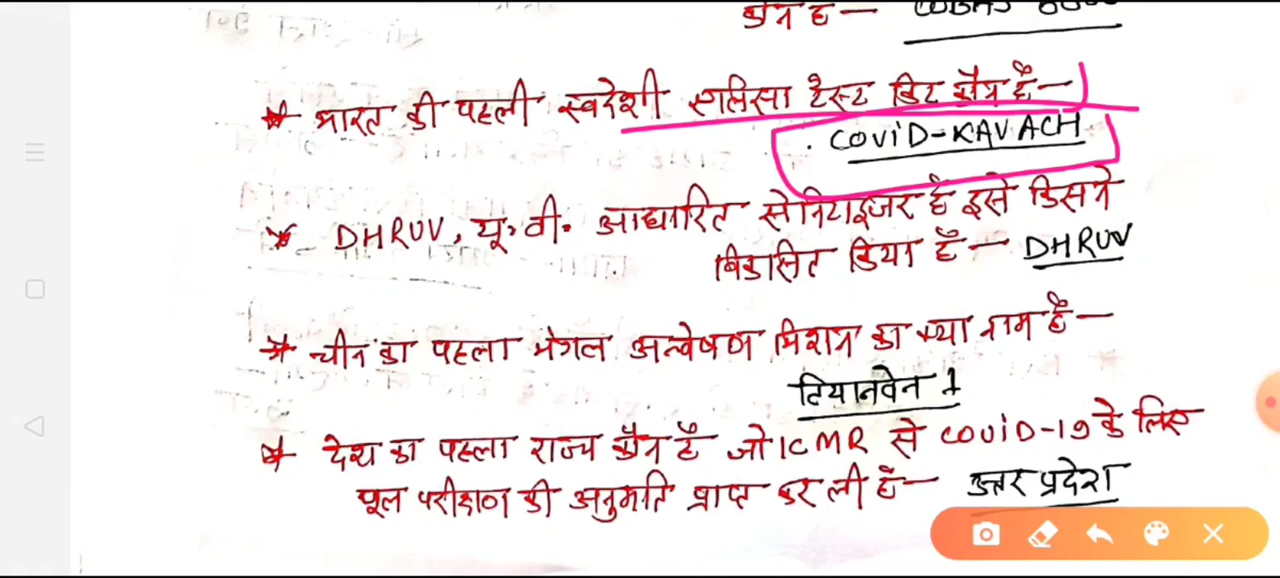 कौन है -
* भारत की पहली स्वदेशी एलिसा टेस्ट किट कौन है -
COViD-KAVACH
* DHRUV, यू.वी. आधारित सेनिटाइजर है इसे किसने
विकसित किया है - DHRUV
* चीन का पहला मंगल अन्वेषण मिशन का क्या नाम है -
टियानवेन 1
* देश का पहला राज्य कौन है जो ICMR से COViD-19 के लिए
पूल परीक्षण की अनुमति प्राप्त कर ली है - उत्तर प्रदेश